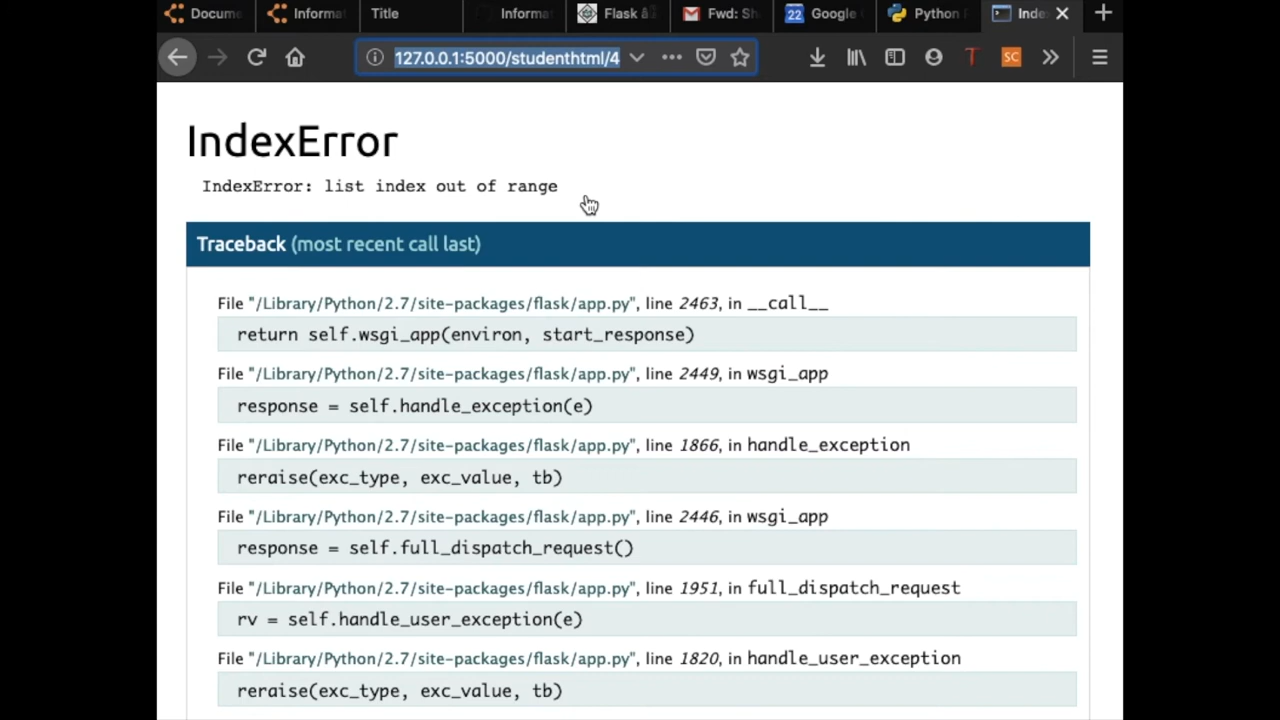 Docume Informat Title Informat Flask â Fwd: Sh 22 Google Python Inde
127.0.0.1:5000/studenthtml/4 T SC
IndexError
IndexError: list index out of range
Traceback (most recent call last)
File "/Library/Python/2.7/site-packages/flask/app.py", line 2463, in __call__
return self.wsgi_app(environ, start_response)
File "/Library/Python/2.7/site-packages/flask/app.py", line 2449, in wsgi_app
response = self.handle_exception(e)
File "/Library/Python/2.7/site-packages/flask/app.py", line 1866, in handle_exception
reraise(exc_type, exc_value, tb)
File "/Library/Python/2.7/site-packages/flask/app.py", line 2446, in wsgi_app
response = self.full_dispatch_request()
File "/Library/Python/2.7/site-packages/flask/app.py", line 1951, in full_dispatch_request
rv = self.handle_user_exception(e)
File "/Library/Python/2.7/site-packages/flask/app.py", line 1820, in handle_user_exception
reraise(exc_type, exc_value, tb)